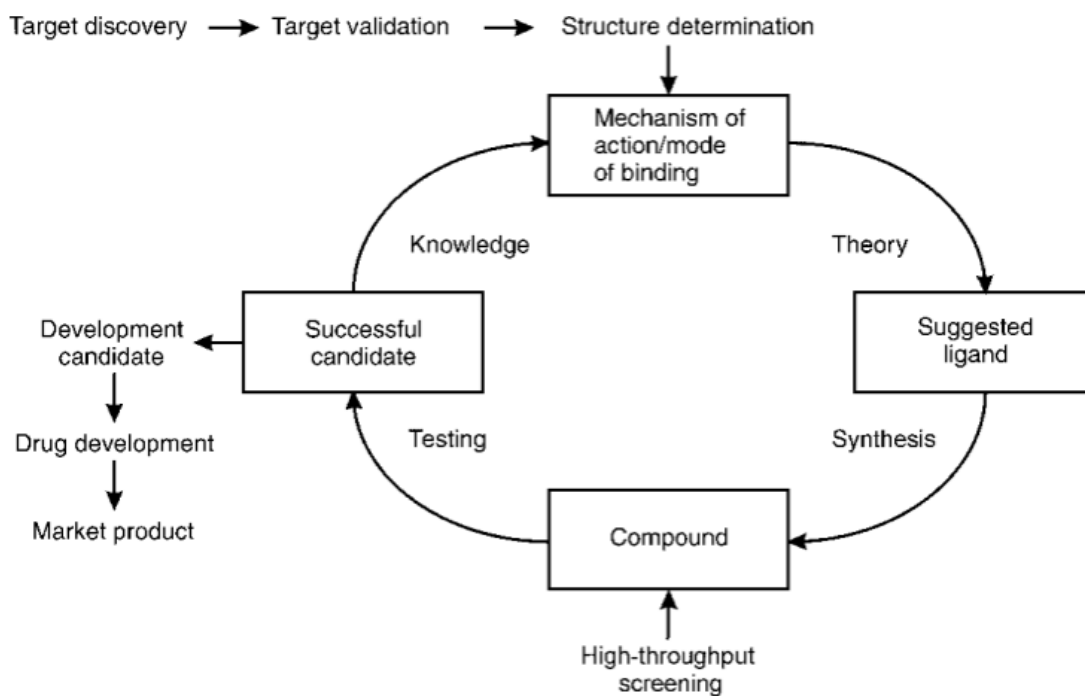 Target discovery
Target validation
Structure determination
Mechanism of
action/mode
of binding
Knowledge
Theory
Development
candidate
Successful
candidate
Suggested
ligand
Drug development
Testing
Synthesis
Market product
Compound
High-throughput
screening